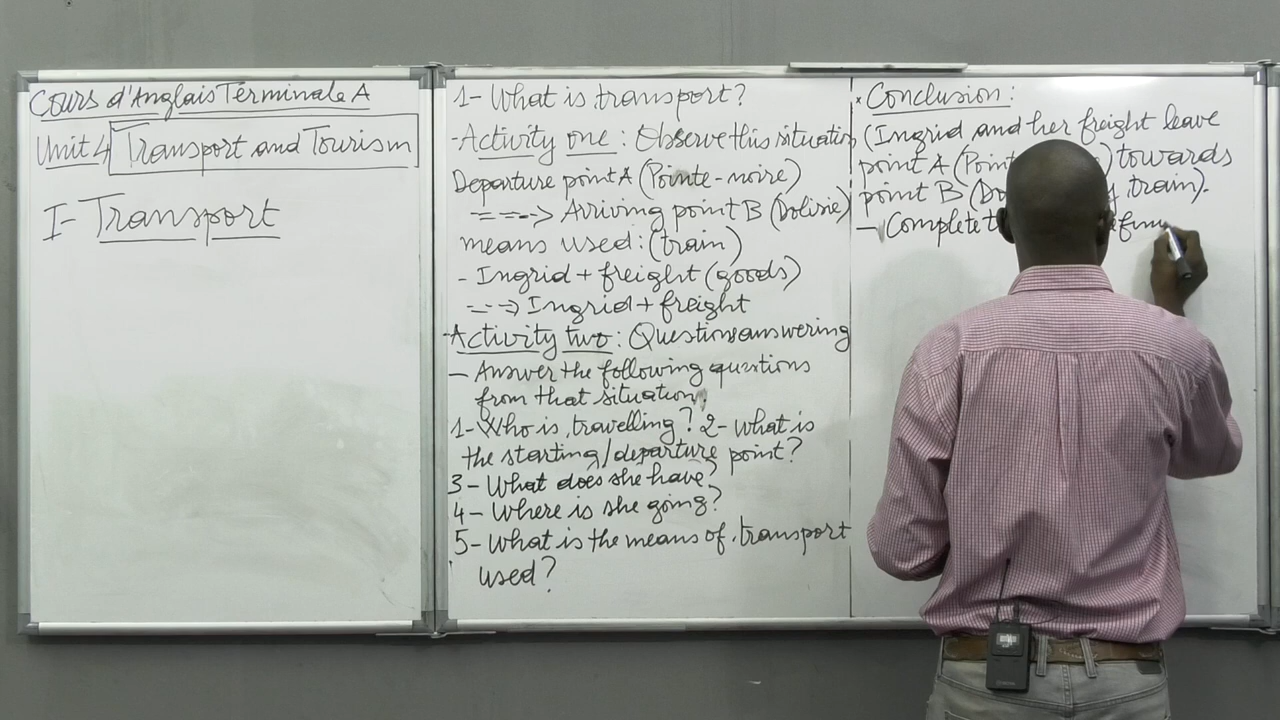 Cours d'Anglais Terminale A
Unit 4 Transport and Tourism
I- Transport
1- What is transport?
-Activity one: Observe this situation
Departure point A (Pointe-noire)
====> Arriving point B (Dolisie)
means used: (train)
- Ingrid + freight (goods)
--=> Ingrid + freight
-Activity two: Questions answering
- Answer the following questions
from that situation.
1- Who is travelling? 2- what is
the starting/departure point?
3- What does she have?
4- Where is she going?
5- What is the means of transport
used?
* Conclusion:
(Ingrid and her freight leave
point A (Point towards
point B (Do train).
- Complete